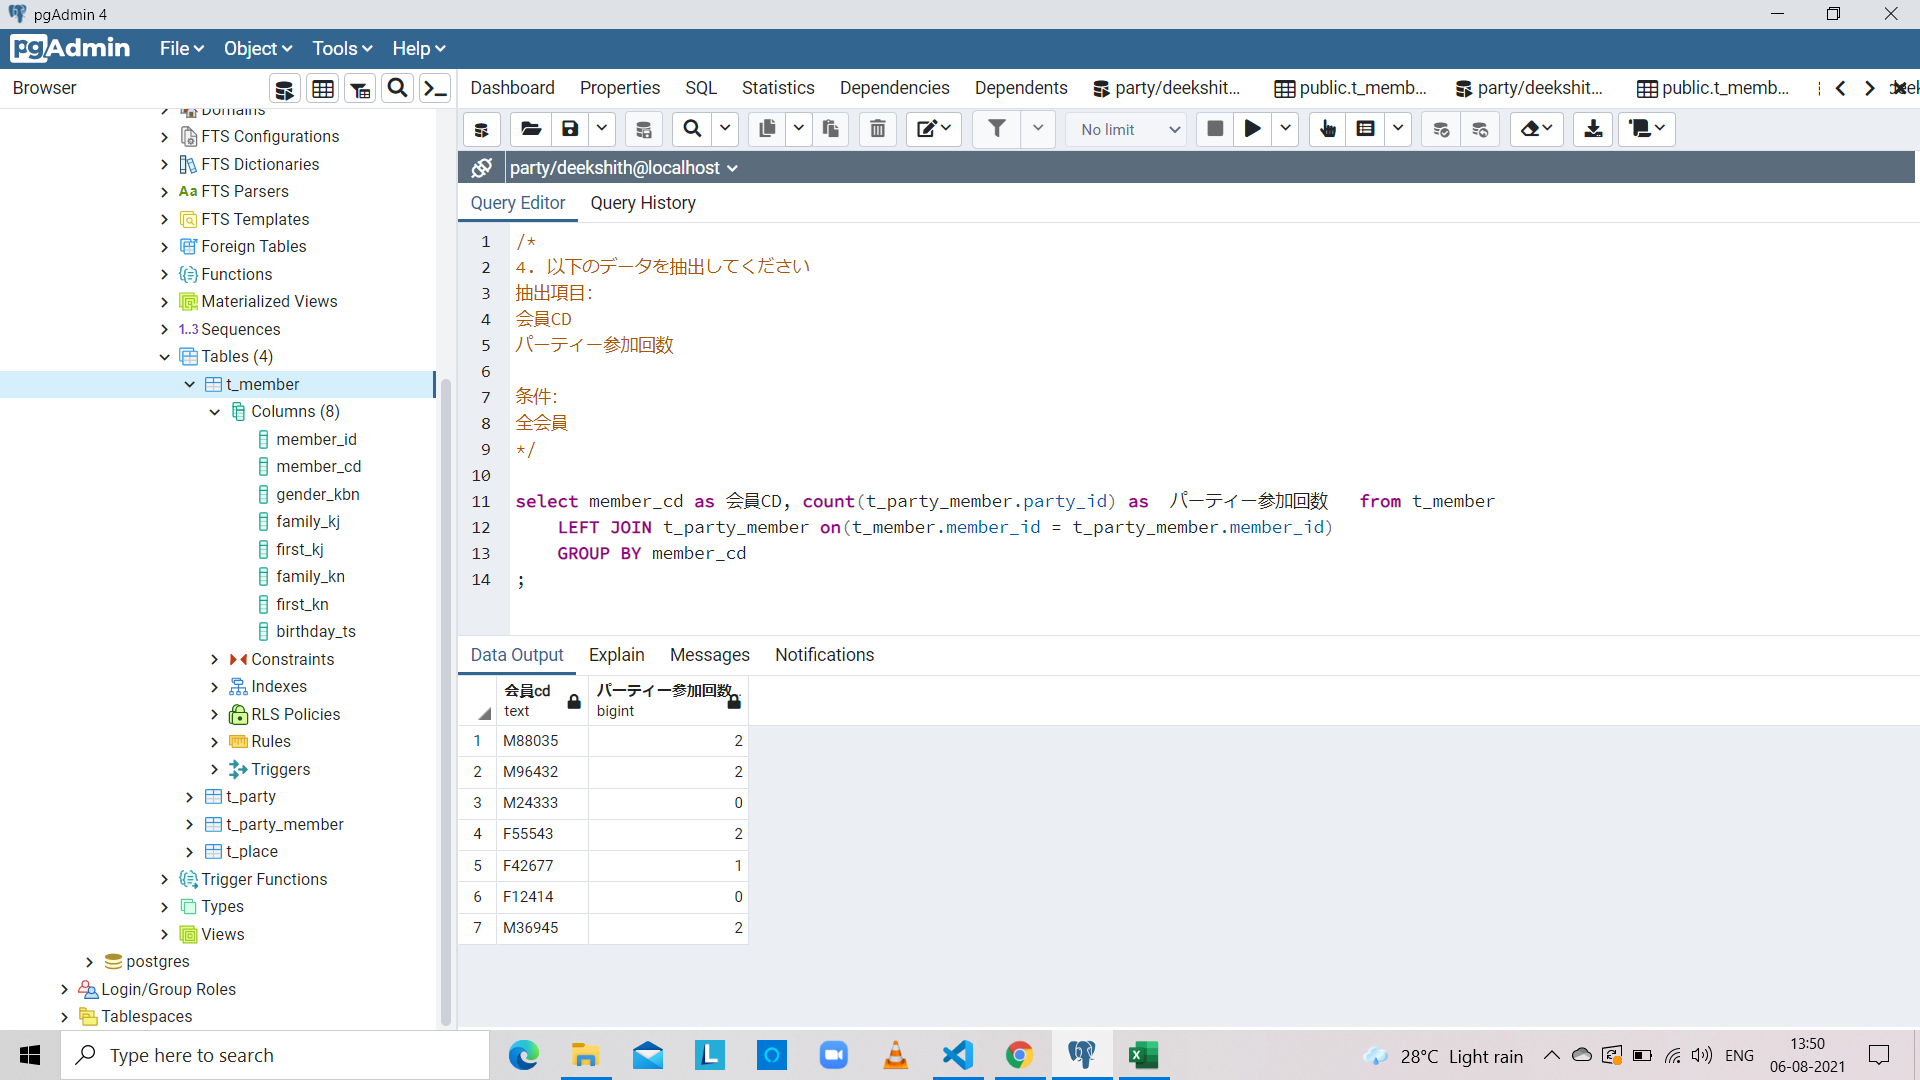 pgAdmin 4
pgAdmin File Object Tools Help
Browser
Dashboard Properties SQL Statistics Dependencies Dependents party/deekshit... public.t_memb... party/deekshit... public.t_memb...
No limit
party/deekshith@localhost
Query Editor Query History
Domains
FTS Configurations
FTS Dictionaries
Aa FTS Parsers
FTS Templates
Foreign Tables
Functions
Materialized Views
1..3 Sequences
Tables (4)
t_member
Columns (8)
member_id
member_cd
gender_kbn
family_kj
first_kj
family_kn
first_kn
birthday_ts
Constraints
Indexes
RLS Policies
Rules
Triggers
t_party
t_party_member
t_place
Trigger Functions
Types
Views
postgres
Login/Group Roles
Tablespaces
1 /*
2 4. 以下のデータを抽出してください
3 抽出項目:
4 会員CD
5 パーティー参加回数
6
7 条件:
8 全会員
9 */
10
11 select member_cd as 会員CD, count(t_party_member.party_id) as パーティー参加回数 from t_member
12 LEFT JOIN t_party_member on(t_member.member_id = t_party_member.member_id)
13 GROUP BY member_cd
14 ;
Data Output Explain Messages Notifications
会員cd パーティー参加回数..
text bigint
1 M88035 2
2 M96432 2
3 M24333 0
4 F55543 2
5 F42677 1
6 F12414 0
7 M36945 2
Type here to search
28°C Light rain
ENG
13:50
06-08-2021